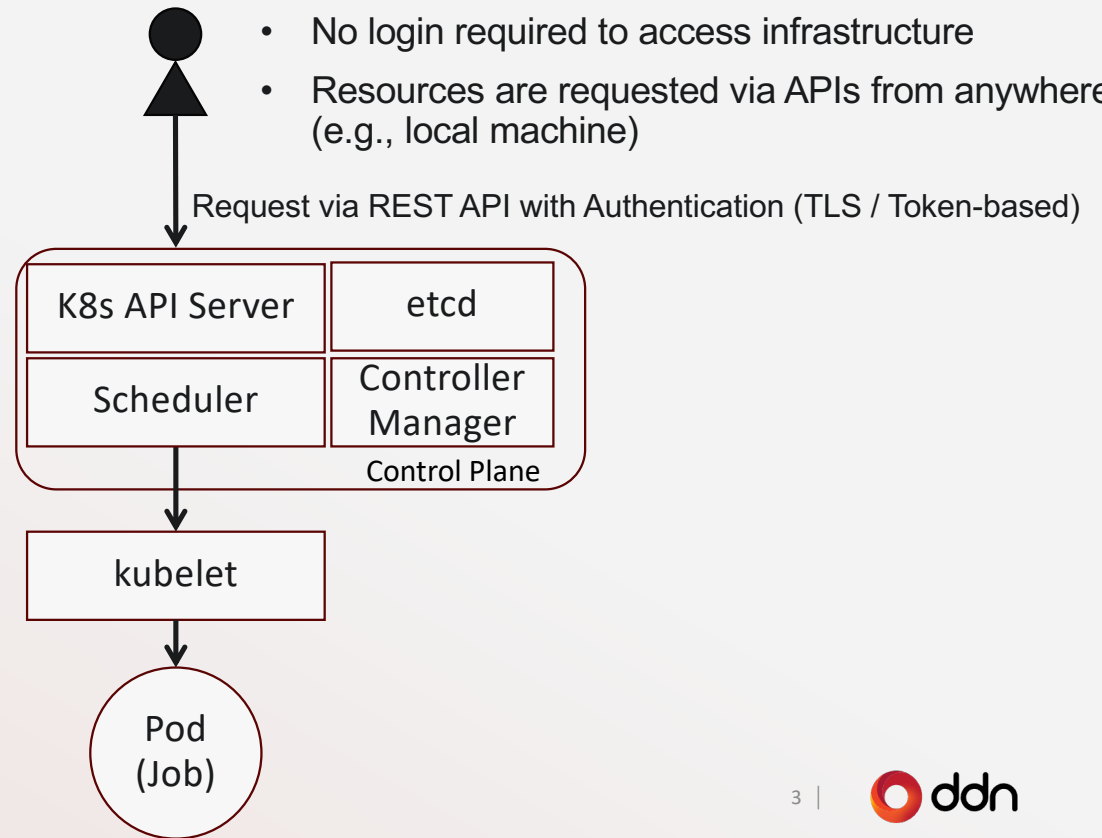 • No login required to access infrastructure
• Resources are requested via APIs from anywhere
(e.g., local machine)
Request via REST API with Authentication (TLS / Token-based)
K8s API Server
etcd
Scheduler
Controller
Manager
Control Plane
kubelet
Pod
(Job)
3 |
ddn